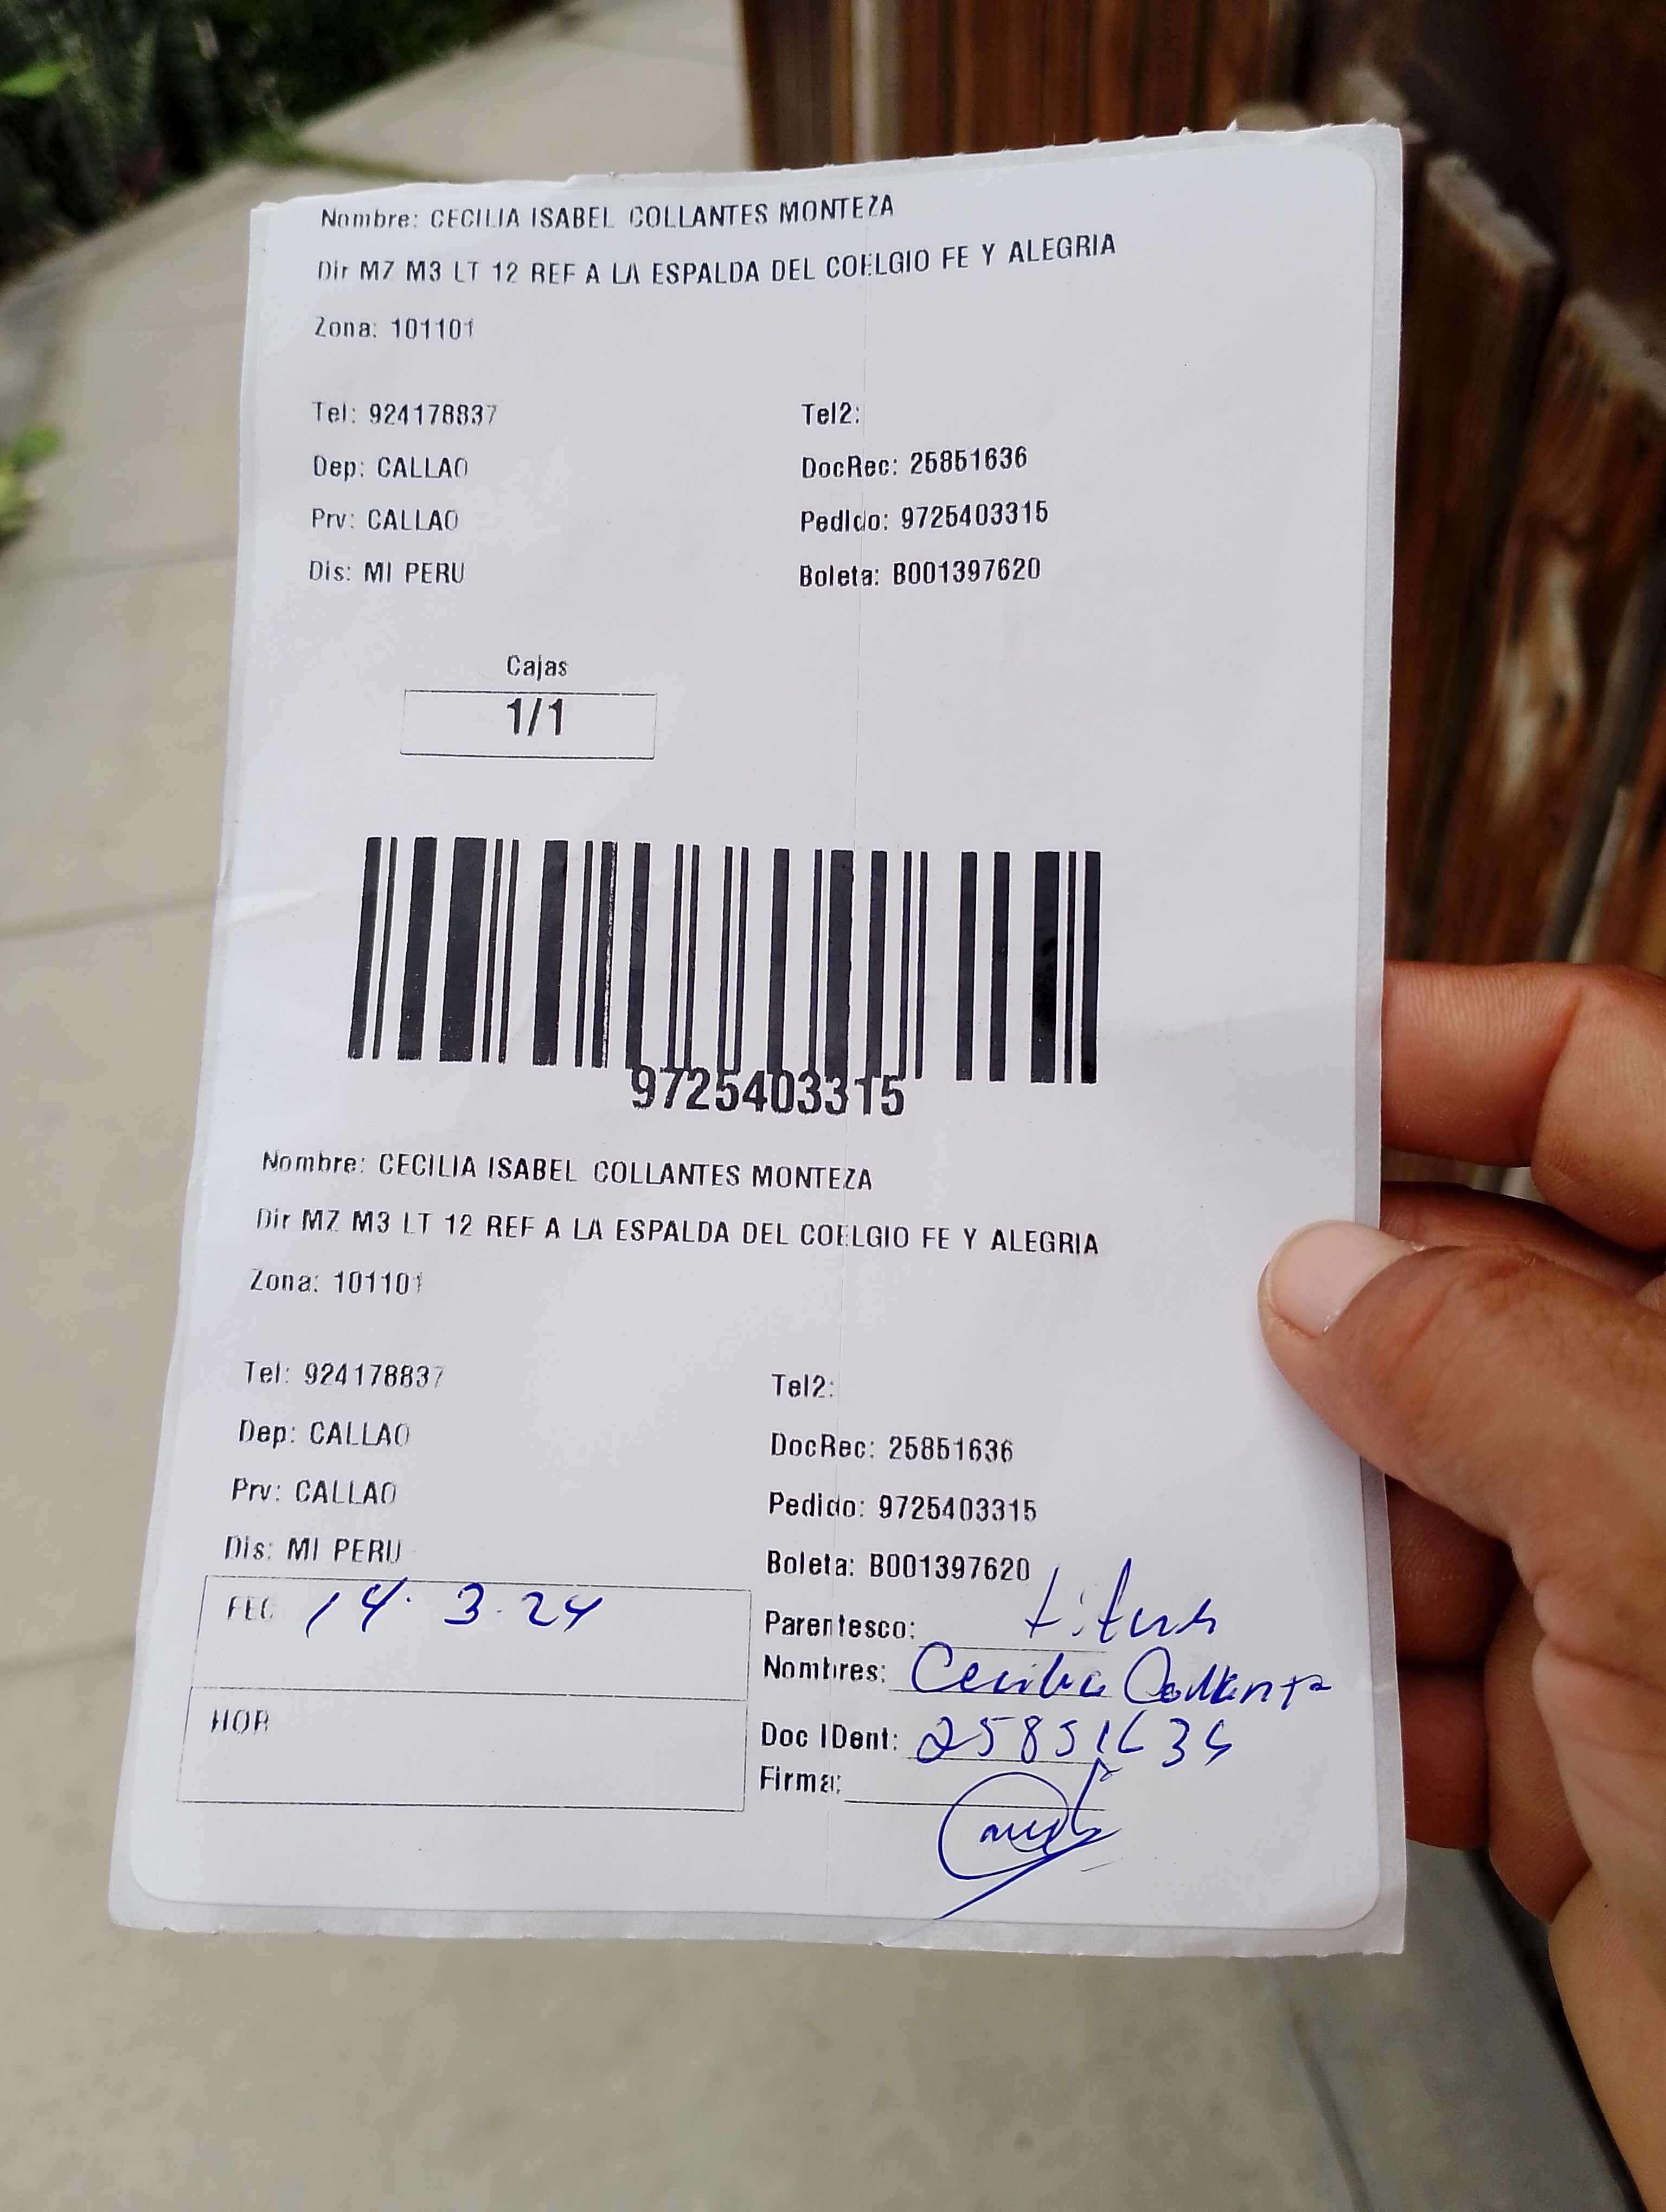 Nombre: CECILIA ISABEL COLLANTES MONTEZA
Dir MZ M3 LT 12 REF A LA ESPALDA DEL COELGIO FE Y ALEGRIA
Zona: 101101
Tel: 924178837 Tel2:
Dep: CALLAO DocRec: 25851636
Prv: CALLAO Pedido: 9725403315
Dis: MI PERU Boleta: B001397620
Cajas
1/1
9725403315
Nombre: CECILIA ISABEL COLLANTES MONTEZA
Dir MZ M3 LT 12 REF A LA ESPALDA DEL COELGIO FE Y ALEGRIA
Zona: 101101
Tel: 924178837 Tel2:
Dep: CALLAO DocRec: 25851636
Prv: CALLAO Pedido: 9725403315
Dis: MI PERU Boleta: B001397620
FEC 14.3.24
Parentesco: titular
Nombres: Cecilia Collantes
HOR
Doc IDent: 25851636
Firma: